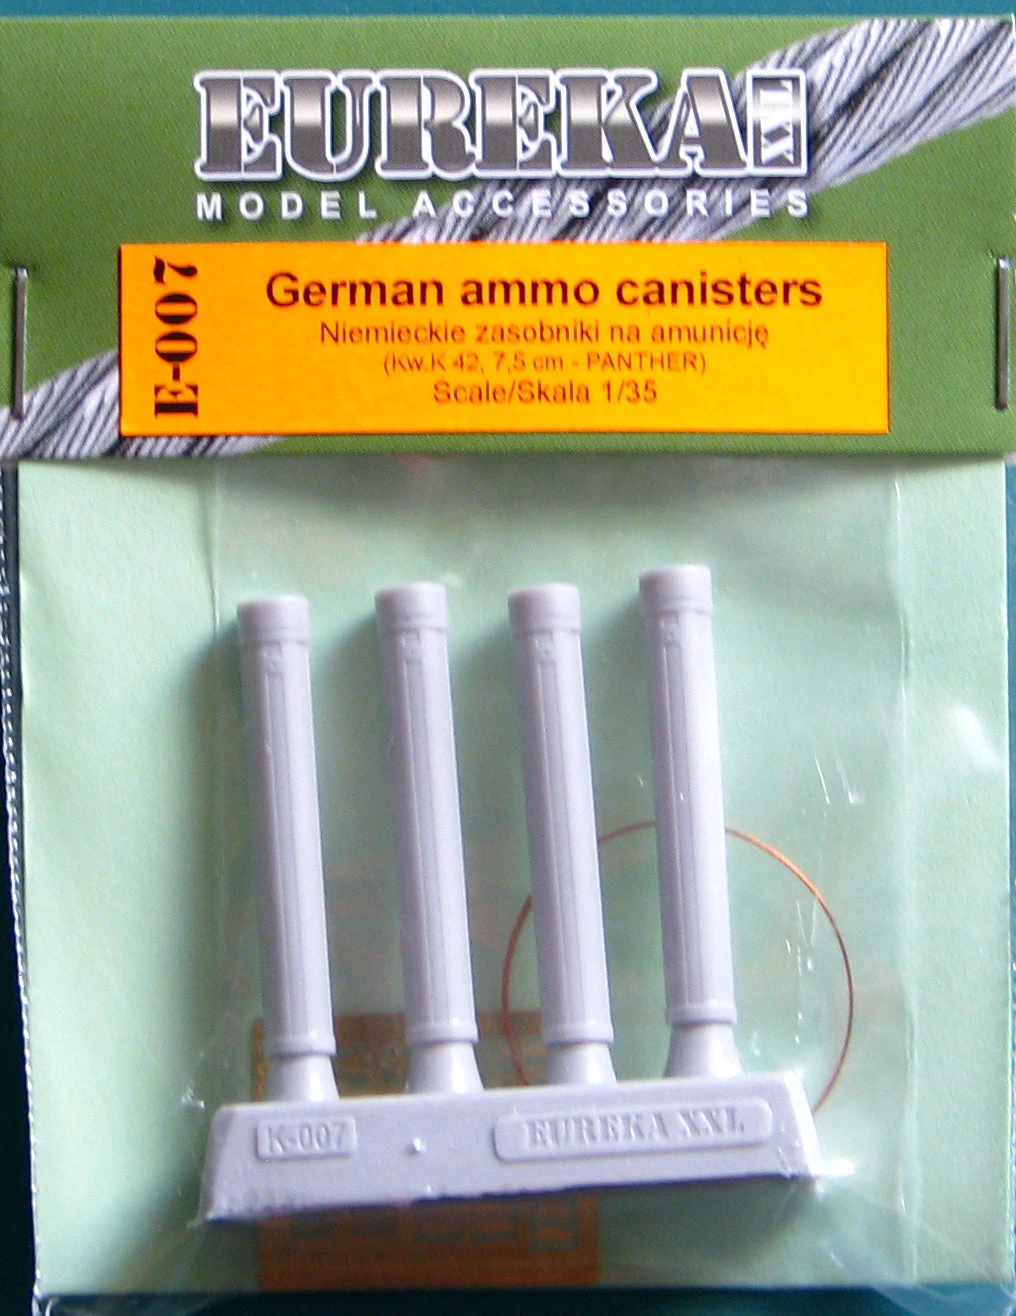 EUREKA XXL
MODEL ACCESSORIES
E-007
German ammo canisters
Niemieckie zasobniki na amunicję
(Kw.K 42, 7,5 cm - PANTHER)
Scale/Skala 1/35
K-007
EUREKA XXL